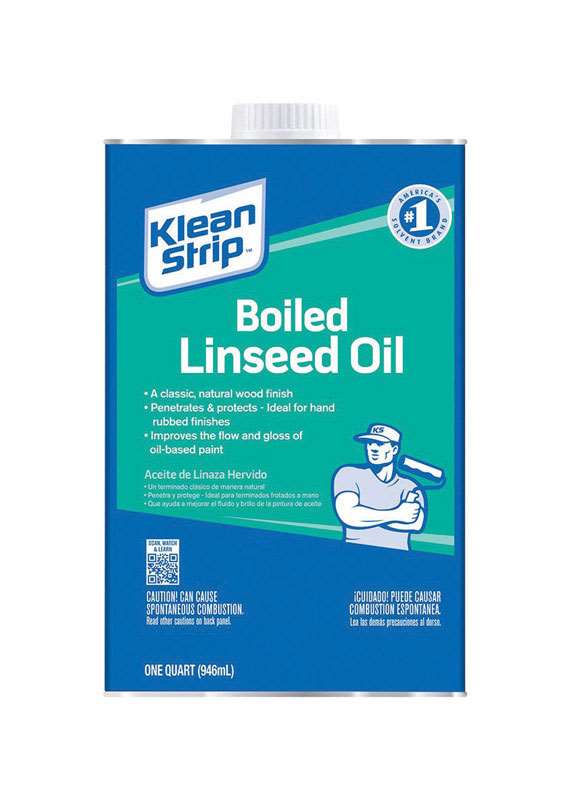 Klean
Strip™
AMERICA'S
#1
SOLVENT BRAND
Boiled
Linseed Oil
• A classic, natural wood finish
• Penetrates & protects - Ideal for hand
rubbed finishes
• Improves the flow and gloss of
oil-based paint
KS
Aceite de Linaza Hervido
• Un terminado clásico de manera natural
• Penetra y protege - Ideal para terminados frotados a mano
• Que ayuda a mejorar el fluido y brillo de la pintura de aceite
SCAN, WATCH
& LEARN
CAUTION! CAN CAUSE
SPONTANEOUS COMBUSTION.
Read other cautions on back panel.
¡CUIDADO! PUEDE CAUSAR
COMBUSTION ESPONTANEA.
Lea las demás precauciones al dorso.
ONE QUART (946mL)